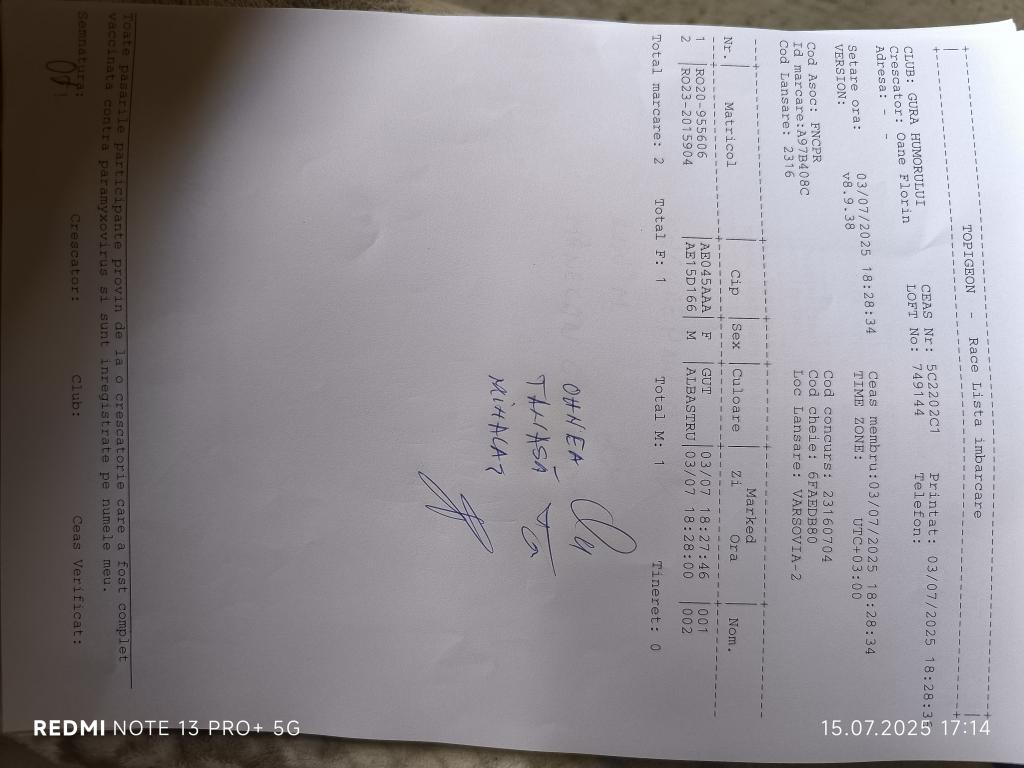 TOPIGEON - Race Lista imbarcare
CLUB: GURA HUMORULUI CEAS Nr: 5C2202C1 Printat: 03/07/2025 18:28:3
Crescator: Oane Florin LOFT No: 749144 Telefon:
Adresa: - -
Ceas membru:03/07/2025 18:28:34
Setare ora: 03/07/2025 18:28:34 TIME ZONE: UTC+03:00
VERSION: v8.9.38
Cod concurs: 23160704
Cod Asoc: FNCPR Cod cheie: 6FAEDB80
Id marcare:A97B408C Loc Lansare: VARSOVIA-2
Cod Lansare: 2316
Marked
Nr. Matricol Cip Sex Culoare Zi Ora Nom.
1 RO20-955606 AE045AAA F GUT 03/07 18:27:46 001
2 RO23-2015904 AE15D166 M ALBASTRU 03/07 18:28:00 002
Total marcare: 2 Total F: 1 Total M: 1 Tineret: 0
Toate pasările participante provin de la o crescatorie care a fost complet
vaccinata contra paramyxovirus si sunt inregistrate pe numele meu.
Semnatura: Crescator: Club: Ceas Verificat:
REDMI NOTE 13 PRO+ 5G
15.07.2025 17:14